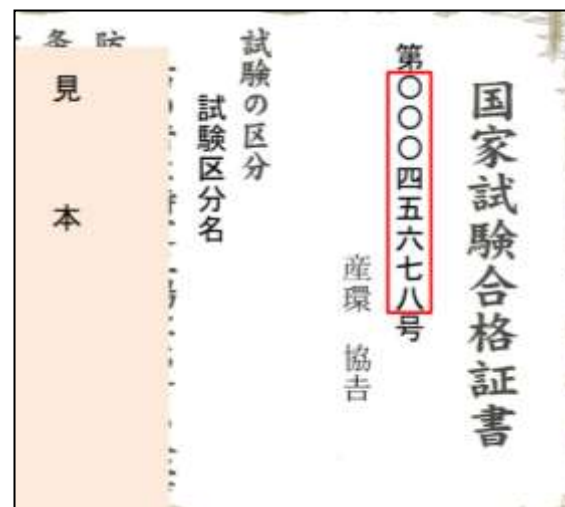 国家試験合格証書
第〇〇〇四五六七八号
産環 協吉
試験の区分
試験区分名
見本